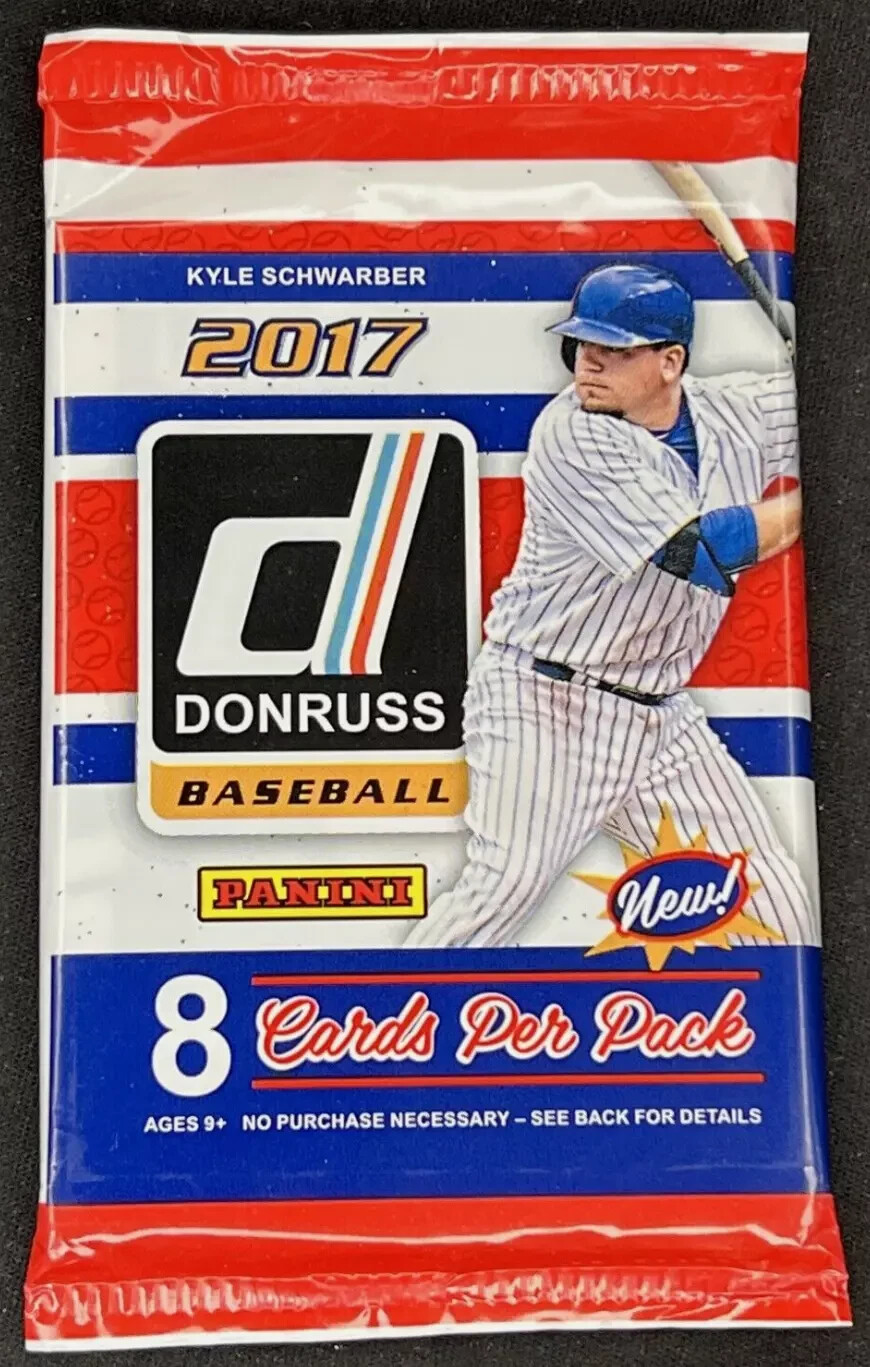 KYLE SCHWARBER
2017
d
DONRUSS
BASEBALL
PANINI
New!
8 Cards Per Pack
AGES 9+ NO PURCHASE NECESSARY – SEE BACK FOR DETAILS